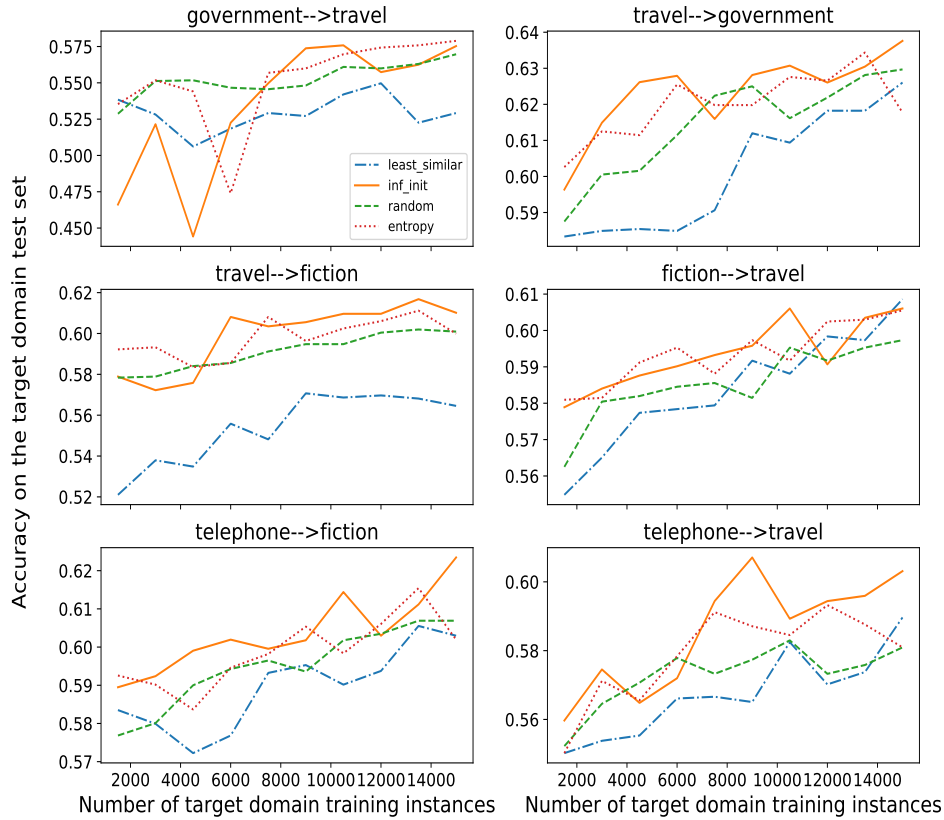 government-->travel
0.575
0.550
0.525
0.500
0.475
0.450
least_similar
inf_init
random
entropy
travel-->government
0.64
0.63
0.62
0.61
0.60
0.59
Accuracy on the target domain test set
travel-->fiction
0.62
0.60
0.58
0.56
0.54
0.52
fiction-->travel
0.61
0.60
0.59
0.58
0.57
0.56
telephone-->fiction
0.62
0.61
0.60
0.59
0.58
0.57
2000 4000 6000 8000 10000 12000 14000
Number of target domain training instances
telephone-->travel
0.60
0.58
0.56
2000 4000 6000 8000 10000 12000 14000
Number of target domain training instances